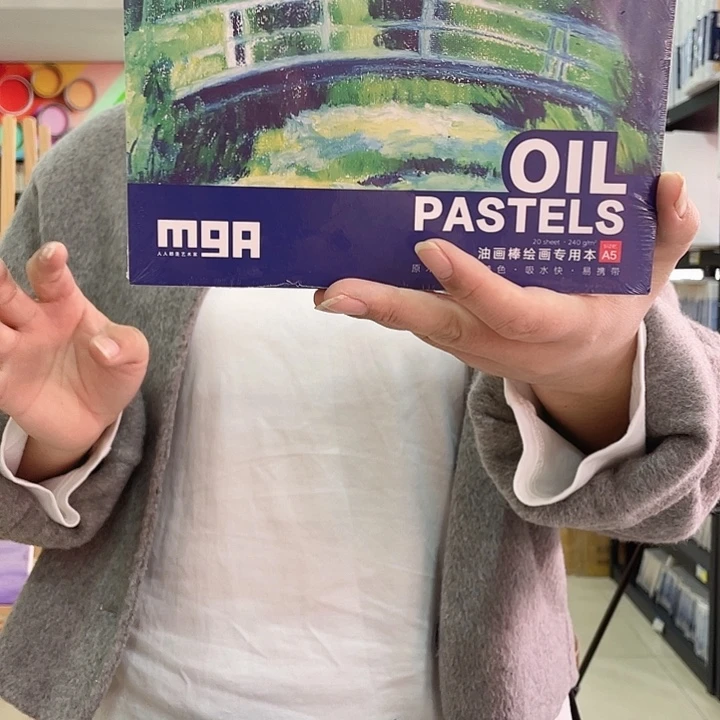 OIL
PASTELS
mgA
人人都是艺术家
20 sheet · 240 g/m²
油画棒绘画专用本
SIZE
A5
色 · 吸水快 · 易携带